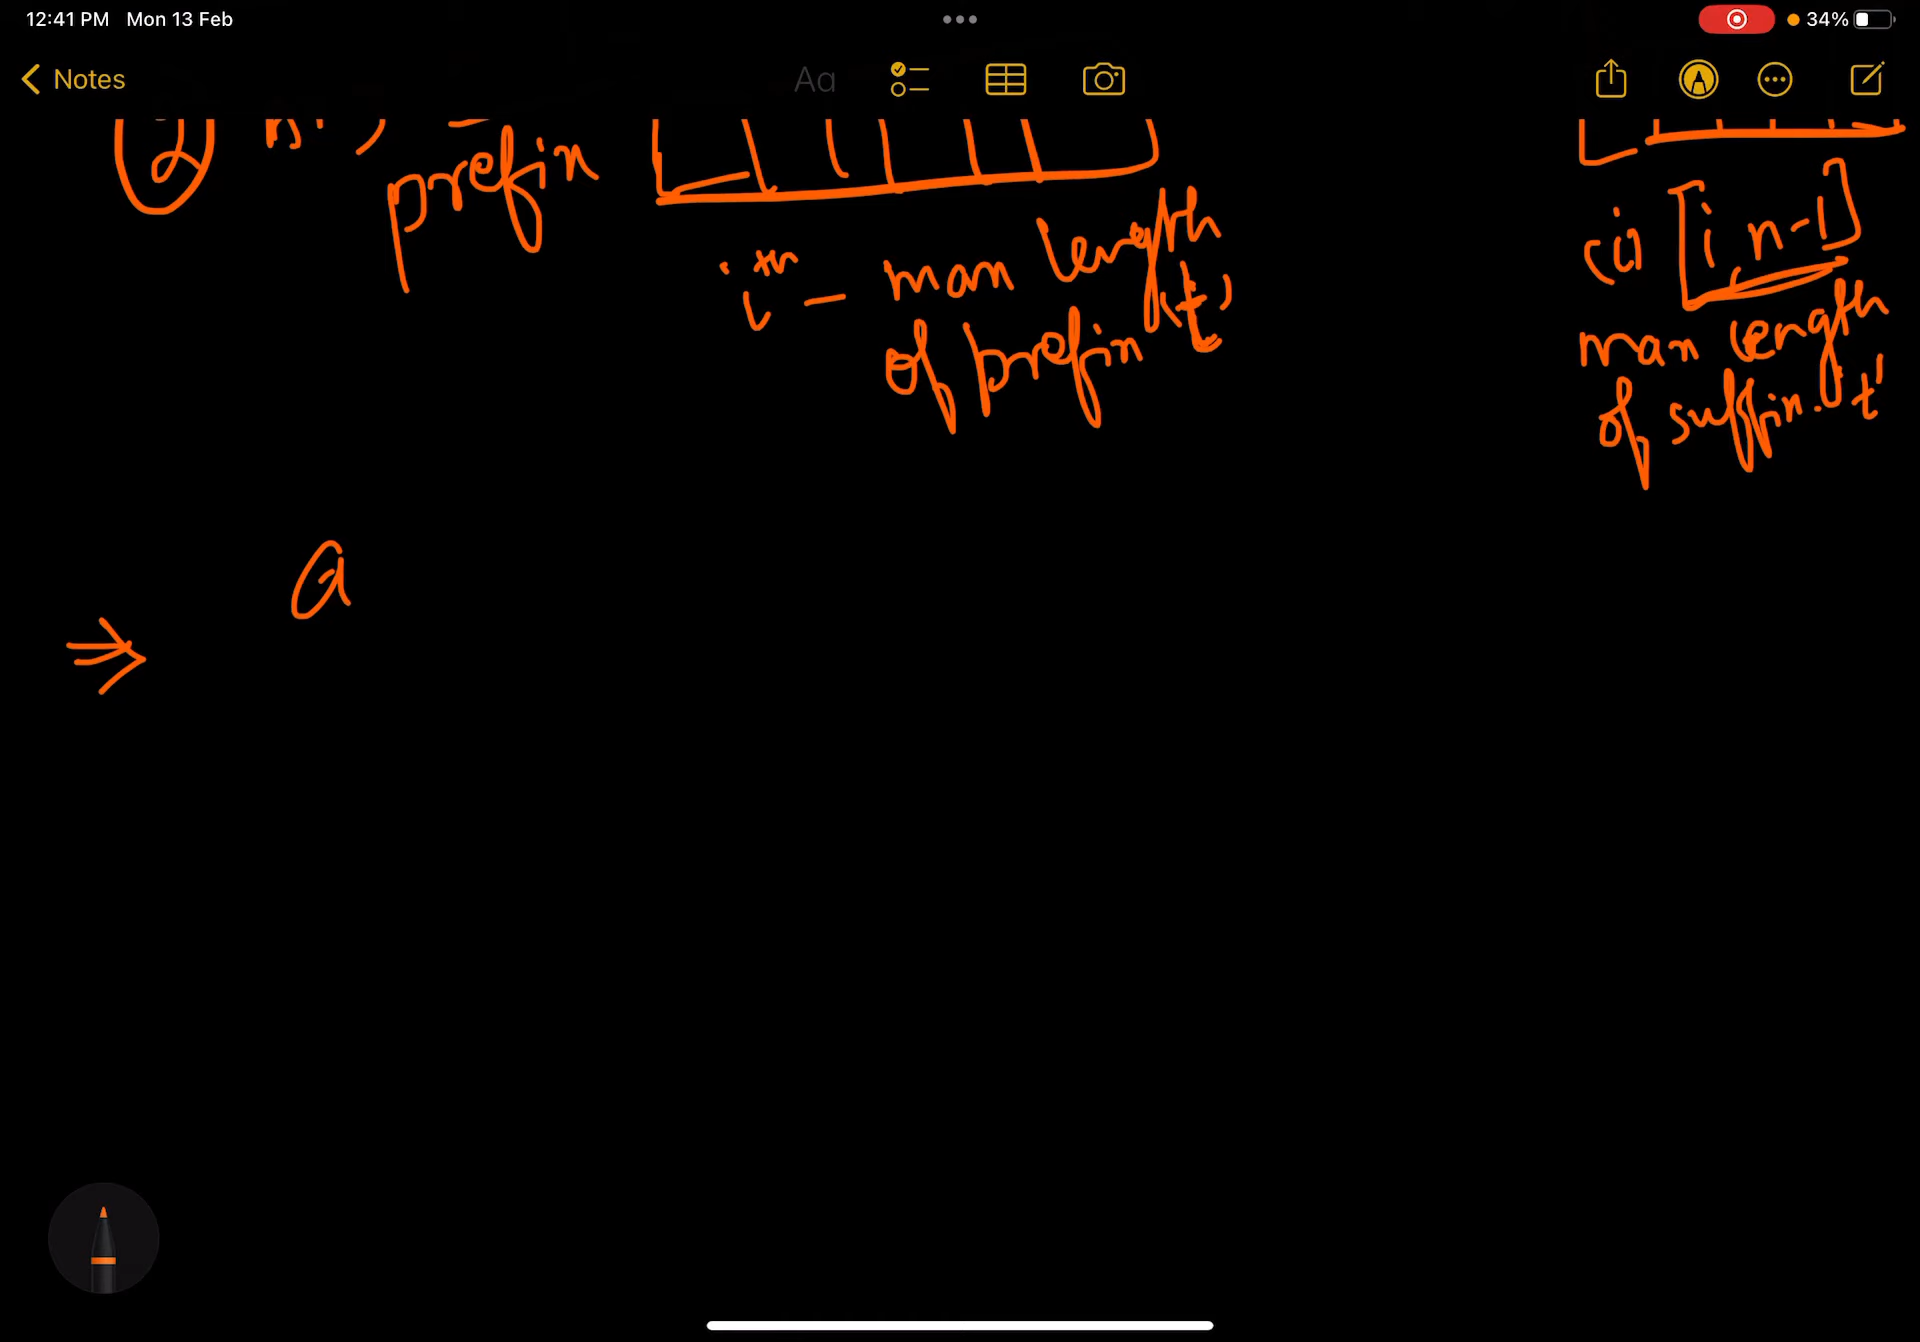 12:41 PM Mon 13 Feb
34%
Notes
Aa
prefix
ith - max length
of prefix (t)
(i) [i, n-1]
max length
of suffix. t'
a